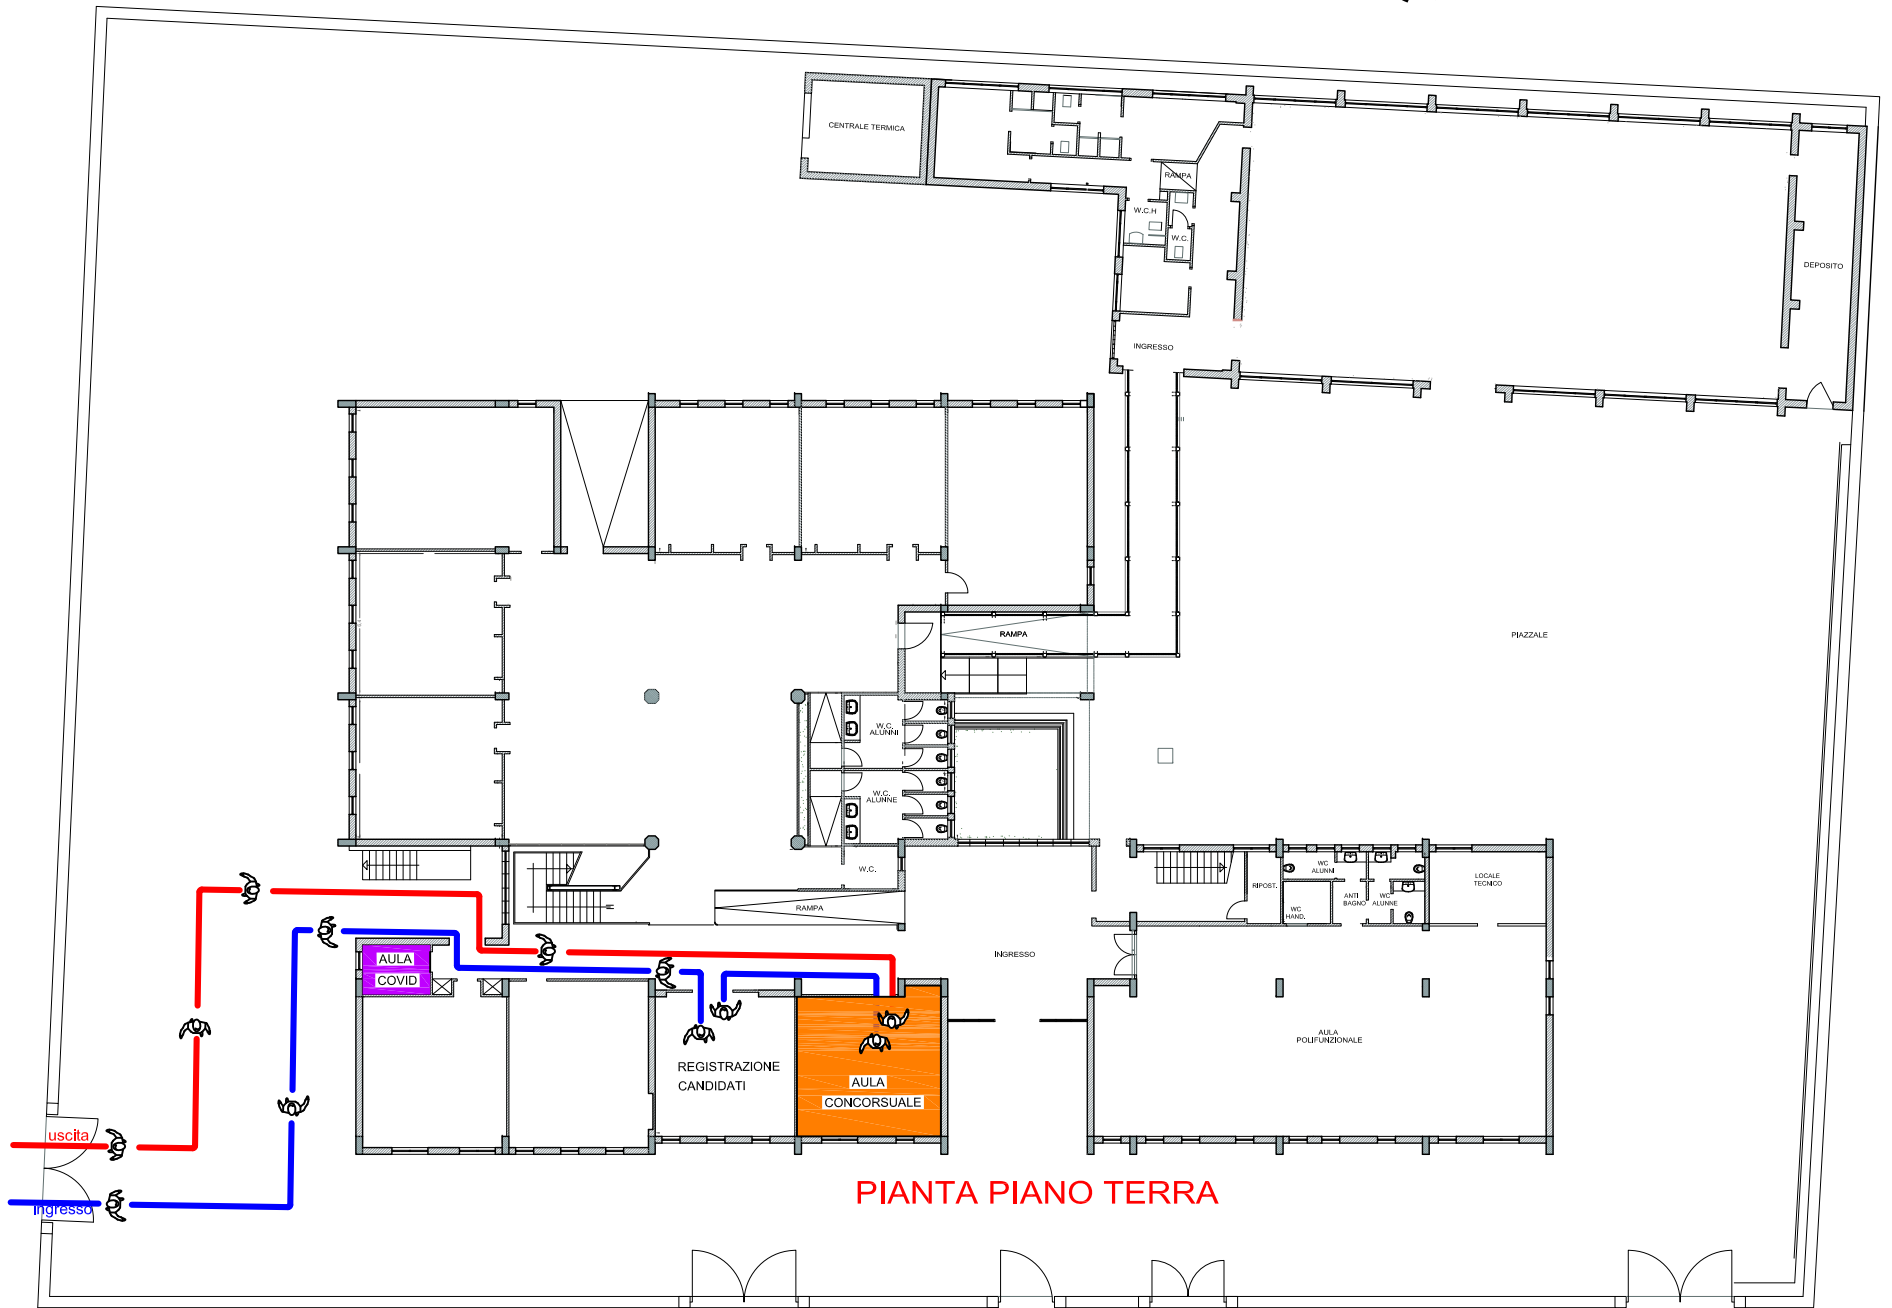 CENTRALE TERMICA
RAMPA
W.C.H
W.C.
DEPOSITO
INGRESSO
RAMPA
PIAZZALE
W.C.
ALUNNI
W.C.
ALUNNE
W.C.
RAMPA
WC
ALUNNI
RIPOST.
WC
HAND.
ANTI
BAGNO
WC
ALUNNE
LOCALE
TECNICO
AULA
COVID
INGRESSO
AULA
POLIFUNZIONALE
REGISTRAZIONE
CANDIDATI
AULA
CONCORSUALE
uscita
Ingresso
PIANTA PIANO TERRA